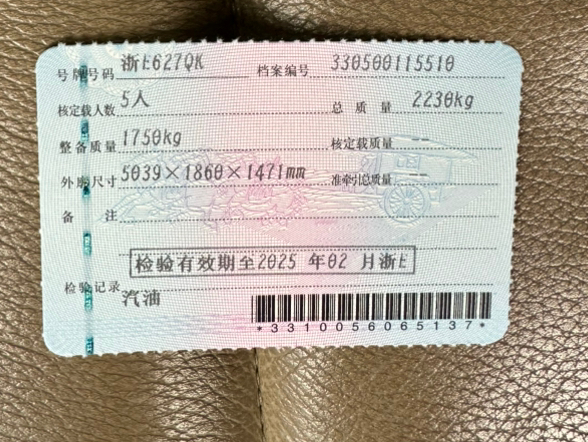 号牌号码 浙E627QK 档案编号 330500115510
核定载人数 5人 总质量 2230kg
整备质量 1750kg 核定载质量 --
外廓尺寸 5039×1860×1471mm 准牵引总质量 --
备注
检验有效期至2025 年02 月浙E
检验记录
汽油
*3310056065137*